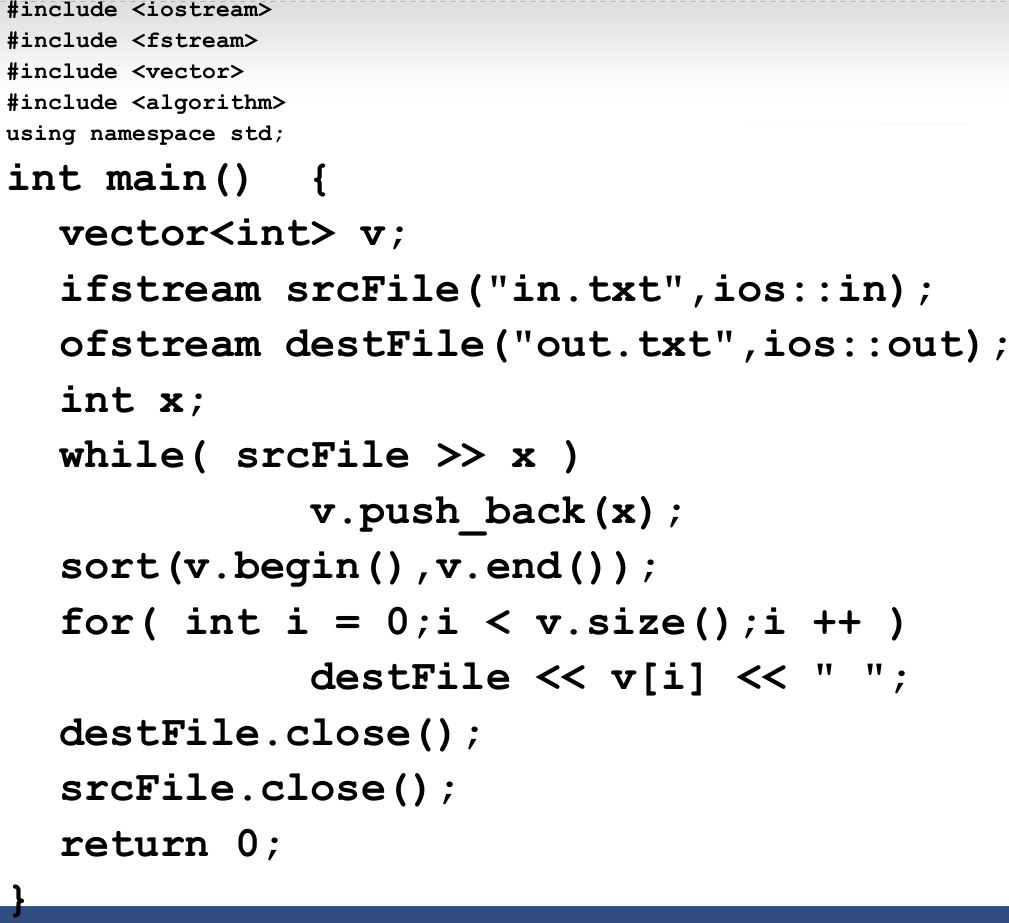 #include <iostream>
#include <fstream>
#include <vector>
#include <algorithm>
using namespace std;
int main()  {
  vector<int> v;
  ifstream srcFile("in.txt",ios::in);
  ofstream destFile("out.txt",ios::out);
  int x;
  while( srcFile >> x )
            v.push_back(x);
  sort(v.begin(),v.end());
  for( int i = 0;i < v.size();i ++ )
            destFile << v[i] << " ";
  destFile.close();
  srcFile.close();
  return 0;
}